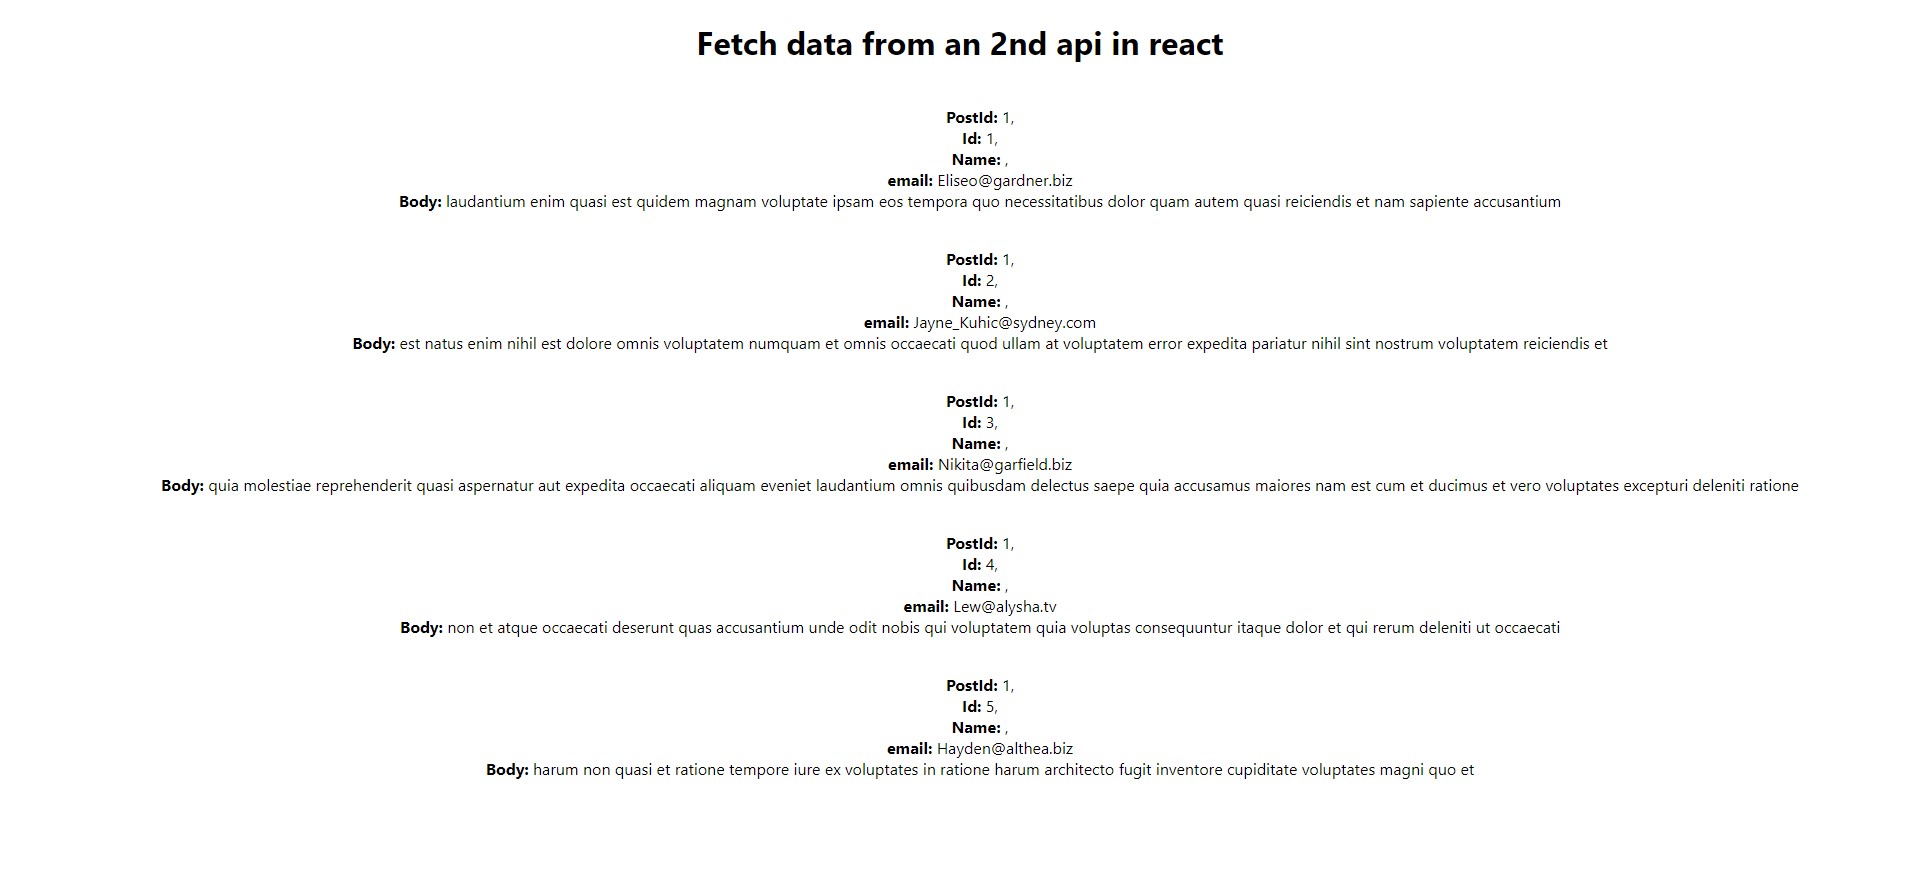 Fetch data from an 2nd api in react
PostId: 1,
Id: 1,
Name: ,
email: Eliseo@gardner.biz
Body: laudantium enim quasi est quidem magnam voluptate ipsam eos tempora quo necessitatibus dolor quam autem quasi reiciendis et nam sapiente accusantium
PostId: 1,
Id: 2,
Name: ,
email: Jayne_Kuhic@sydney.com
Body: est natus enim nihil est dolore omnis voluptatem numquam et omnis occaecati quod ullam at voluptatem error expedita pariatur nihil sint nostrum voluptatem reiciendis et
PostId: 1,
Id: 3,
Name: ,
email: Nikita@garfield.biz
Body: quia molestiae reprehenderit quasi aspernatur aut expedita occaecati aliquam eveniet laudantium omnis quibusdam delectus saepe quia accusamus maiores nam est cum et ducimus et vero voluptates excepturi deleniti ratione
PostId: 1,
Id: 4,
Name: ,
email: Lew@alysha.tv
Body: non et atque occaecati deserunt quas accusantium unde odit nobis qui voluptatem quia voluptas consequuntur itaque dolor et qui rerum deleniti ut occaecati
PostId: 1,
Id: 5,
Name: ,
email: Hayden@althea.biz
Body: harum non quasi et ratione tempore iure ex voluptates in ratione harum architecto fugit inventore cupiditate voluptates magni quo et